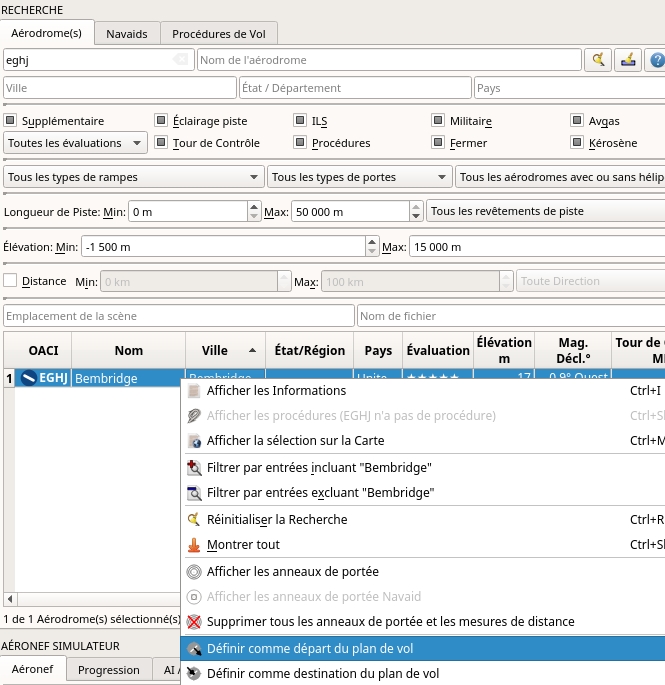 RECHERCHE
Aérodrome(s) Navaids Procédures de Vol
eghj Nom de l'aérodrome
Ville État / Département Pays
Supplémentaire Éclairage piste ILS Militaire Avgas
Toutes les évaluations Tour de Contrôle Procédures Fermer Kérosène
Tous les types de rampes Tous les types de portes Tous les aérodromes avec ou sans hélip
Longueur de Piste: Min: 0 m Max: 50 000 m Tous les revêtements de piste
Élévation: Min: -1 500 m Max: 15 000 m
Distance Min: 0 km Max: 100 km Toute Direction
Emplacement de la scène Nom de fichier
OACI Nom Ville État/Région Pays Évaluation Élévation m Mag. Décl.° Tour de
1 EGHJ Bembridge Bembridge Unite ★★★★★ 17 0,9° Ouest
Afficher les Informations Ctrl+I
Afficher les procédures (EGHJ n'a pas de procédure) Ctrl+S
Afficher la sélection sur la Carte Ctrl+M
Filtrer par entrées incluant "Bembridge"
Filtrer par entrées excluant "Bembridge"
Réinitialiser la Recherche Ctrl+R
Montrer tout Ctrl+S
Afficher les anneaux de portée
Afficher les anneaux de portée Navaid
Supprimer tous les anneaux de portée et les mesures de distance
1 de 1 Aérodrome(s) sélectionné(s)
AÉRONEF SIMULATEUR
Définir comme départ du plan de vol
Aéronef Progression AI /
Définir comme destination du plan de vol